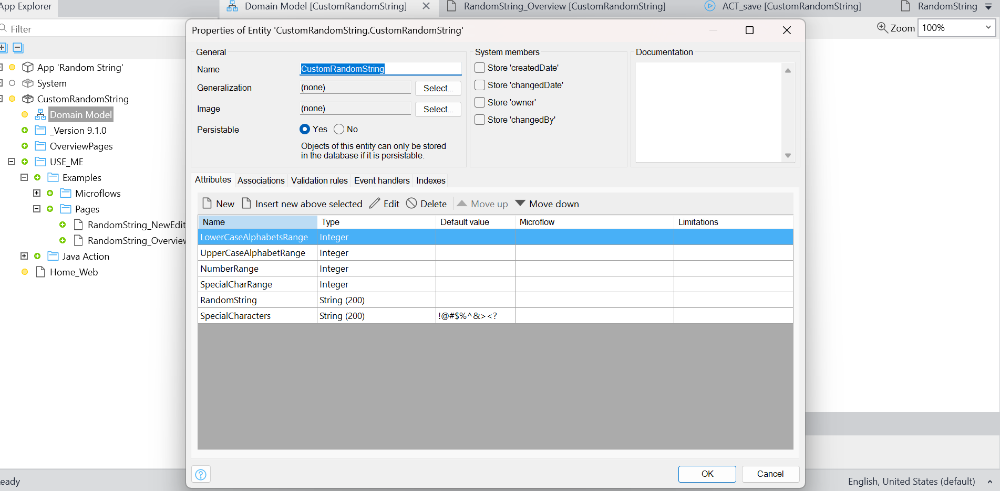 App Explorer
Domain Model [CustomRandomString]
RandomString_Overview [CustomRandomString]
ACT_save [CustomRandomString]
RandomString
Filter
Zoom 100%
App 'Random String'
System
CustomRandomString
Domain Model
_Version 9.1.0
OverviewPages
USE_ME
Examples
Microflows
Pages
RandomString_NewEdit
RandomString_Overview
Java Action
Home_Web
Properties of Entity 'CustomRandomString.CustomRandomString'
General
Name CustomRandomString
Generalization (none) Select...
Image (none) Select...
Persistable Yes No
Objects of this entity can only be stored
in the database if it is persistable.
System members
Store 'createdDate'
Store 'changedDate'
Store 'owner'
Store 'changedBy'
Documentation
Attributes Associations Validation rules Event handlers Indexes
New Insert new above selected Edit Delete Move up Move down
Name Type Default value Microflow Limitations
LowerCaseAlphabetsRange Integer
UpperCaseAlphabetRange Integer
NumberRange Integer
SpecialCharRange Integer
RandomString String (200)
SpecialCharacters String (200) !@#$%^&><?
OK Cancel
eady
English, United States (default)